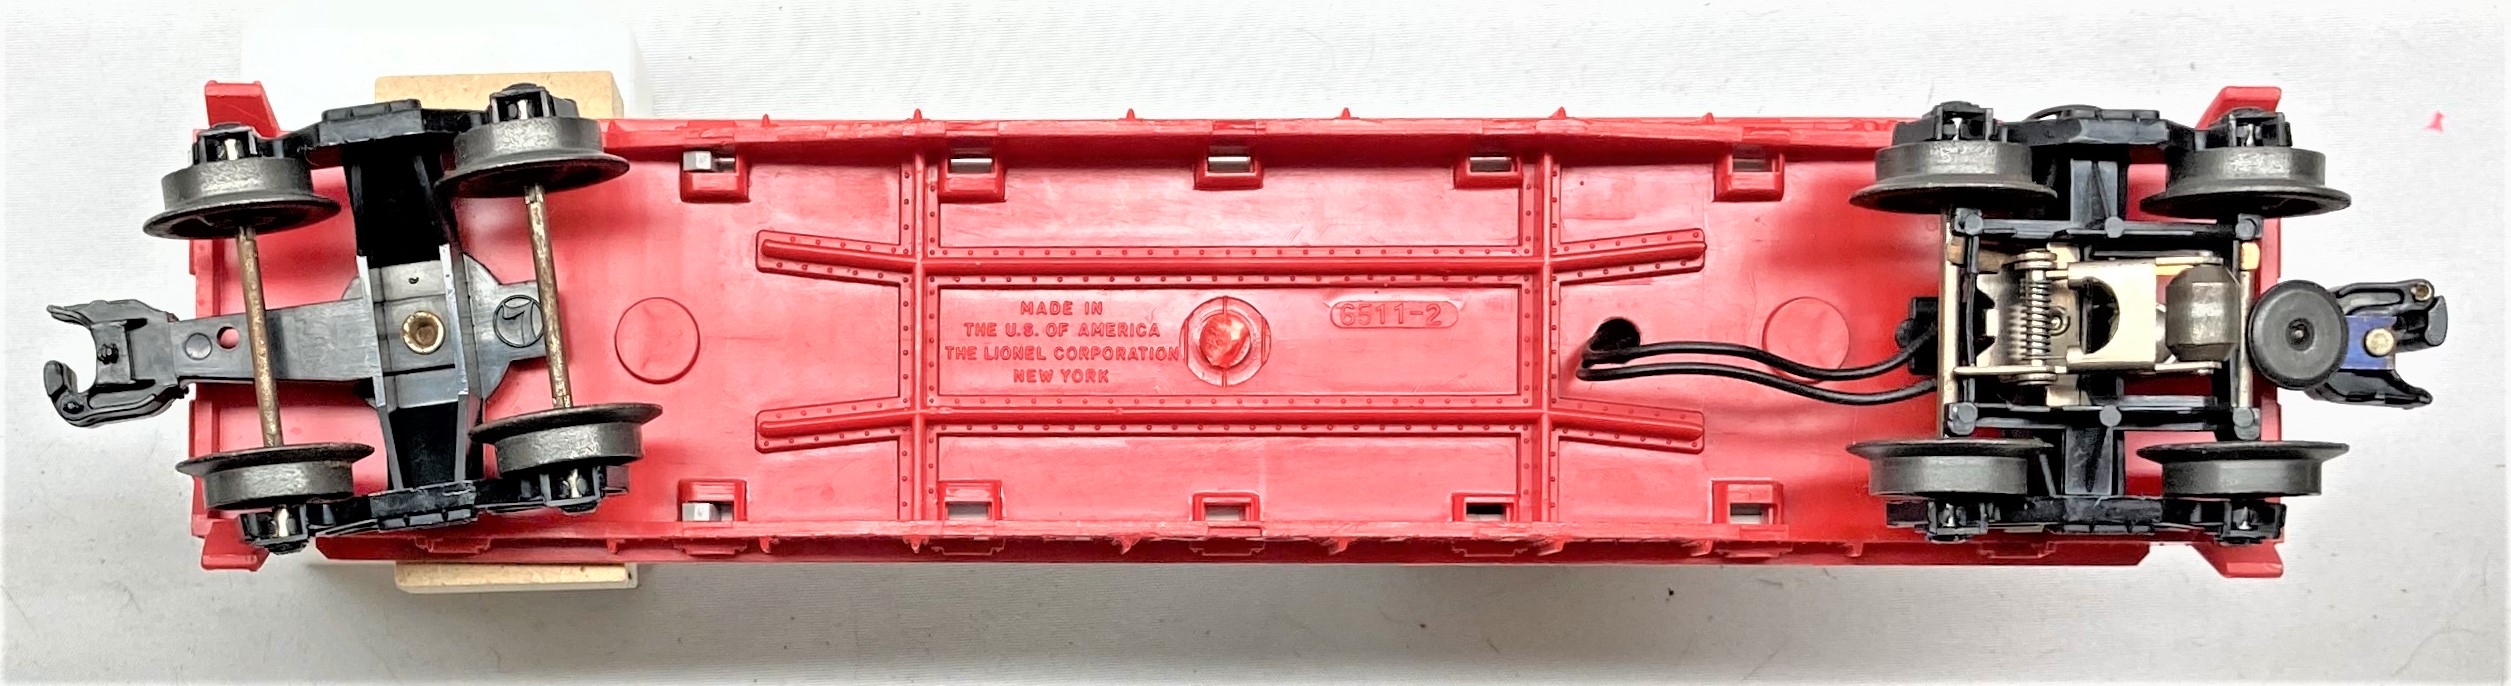 MADE IN
THE U.S. OF AMERICA
THE LIONEL CORPORATION
NEW YORK
6511-2